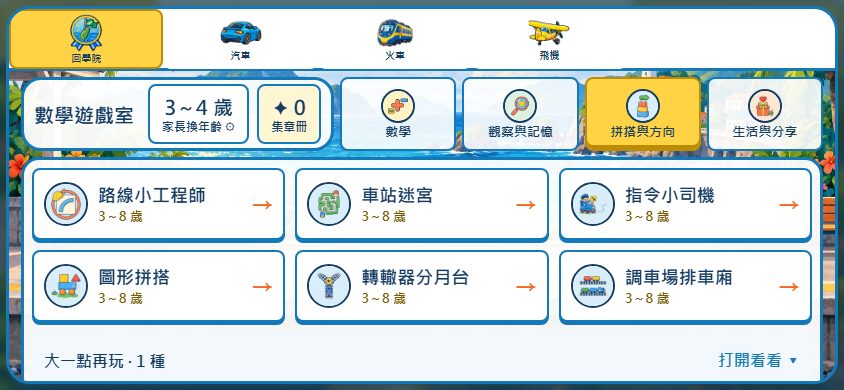 回學院
汽車
火車
飛機
數學遊戲室
3~4 歲
家長換年齡
✦ 0
集章冊
數學
觀察與記憶
拼搭與方向
生活與分享
路線小工程師
3~8 歲
車站迷宮
3~8 歲
指令小司機
3~8 歲
圖形拼搭
3~8 歲
轉轍器分月台
3~8 歲
調車場排車廂
3~8 歲
大一點再玩 · 1 種
打開看看